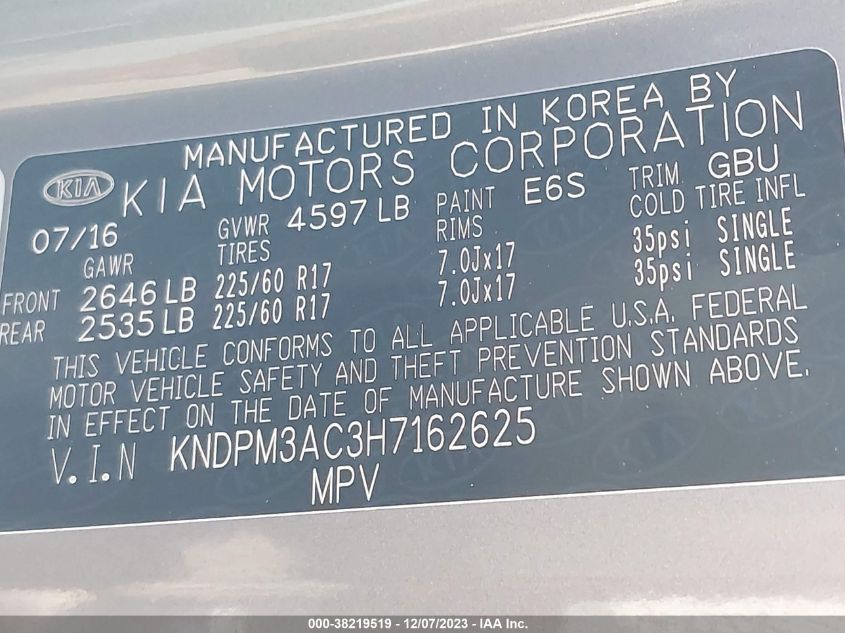 MANUFACTURED IN KOREA BY
KIA KIA MOTORS CORPORATION
07/16 GVWR 4597 LB PAINT E6S TRIM GBU
GAWR TIRES RIMS COLD TIRE INFL
FRONT 2646 LB 225/60 R17 7.0Jx17 35psi SINGLE
REAR 2535 LB 225/60 R17 7.0Jx17 35psi SINGLE
THIS VEHICLE CONFORMS TO ALL APPLICABLE U.S.A. FEDERAL
MOTOR VEHICLE SAFETY AND THEFT PREVENTION STANDARDS
IN EFFECT ON THE DATE OF MANUFACTURE SHOWN ABOVE.
V.I.N KNDPM3AC3H7162625
MPV
000-38219519 - 12/07/2023 - IAA Inc.